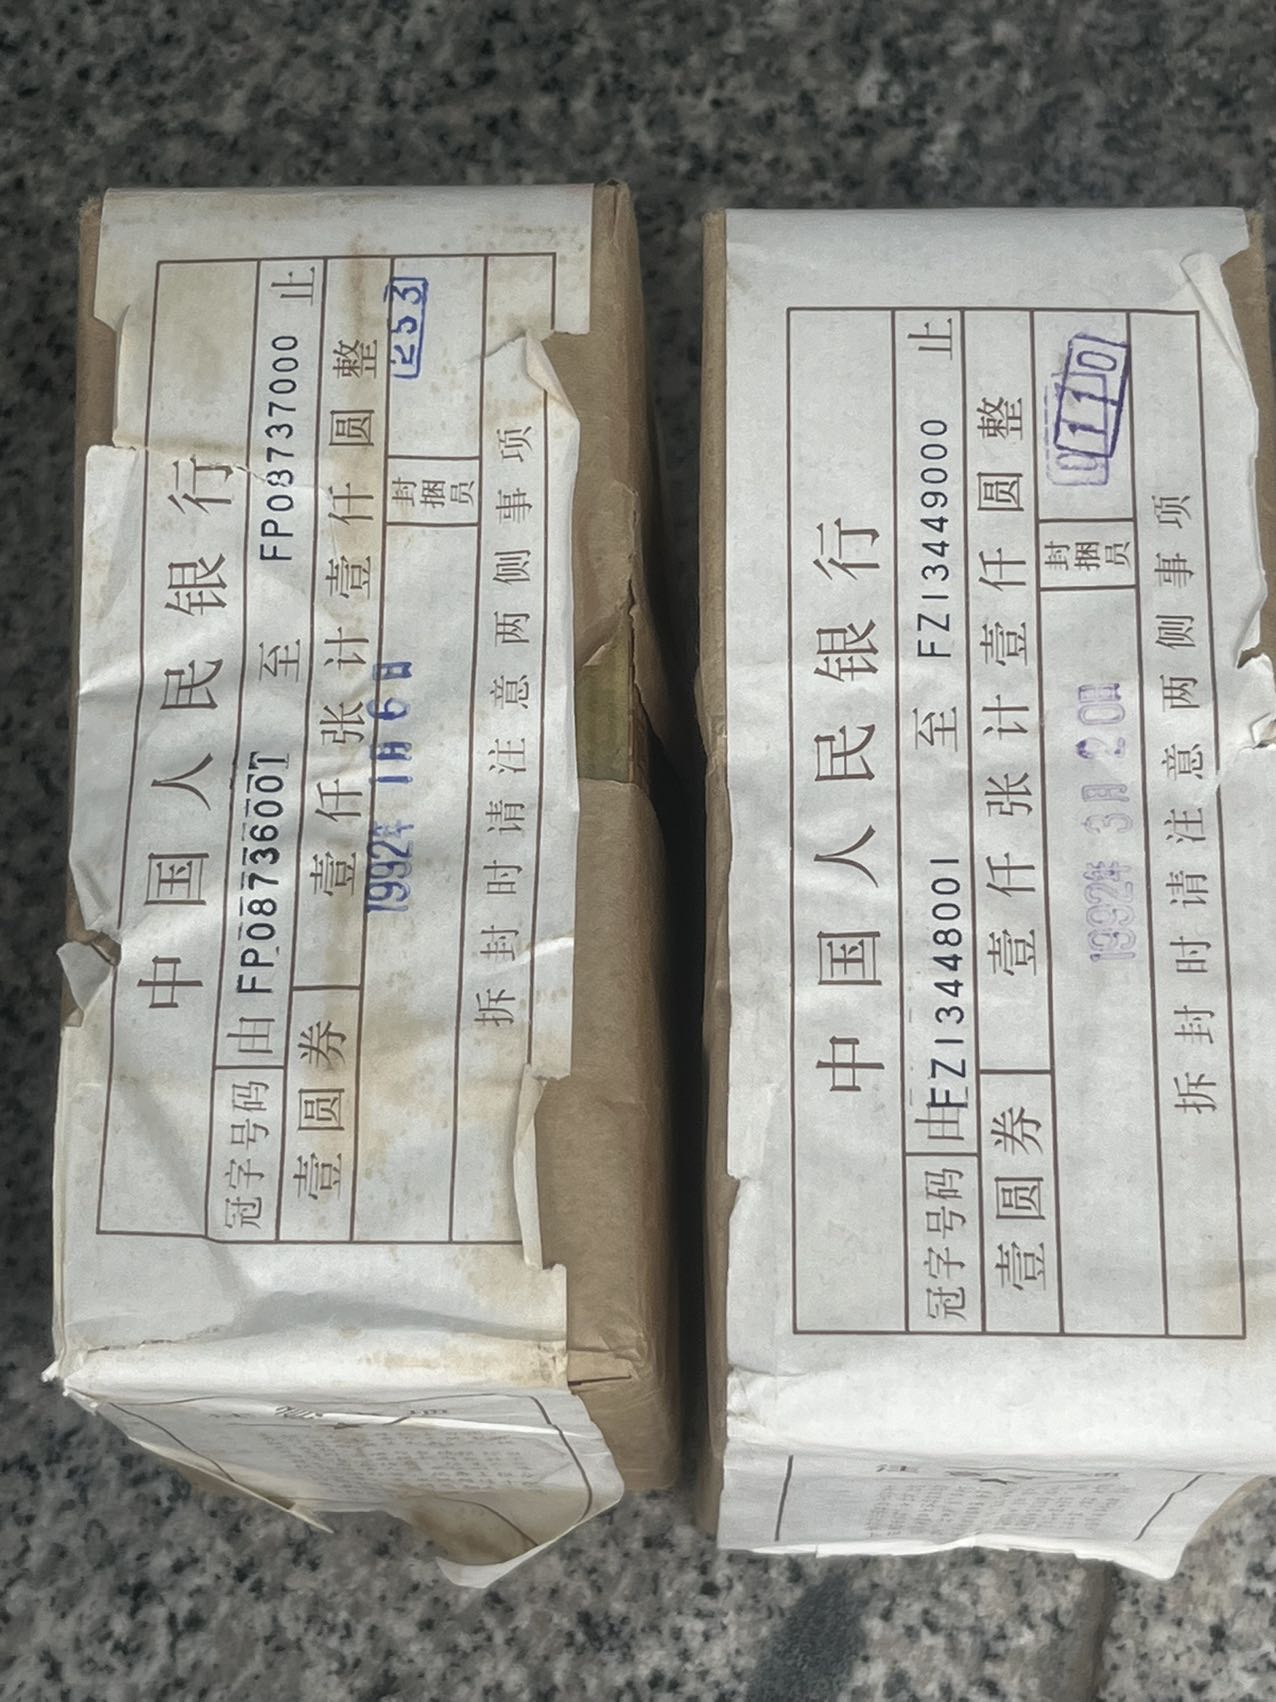 中国人民银行
冠字号码 由 FP08736001 至 FP08737000 止
壹圆券 壹仟张计壹仟圆整
1992年 1月 6日 封捆员 253
拆封时请注意两侧事项
中国人民银行
冠字号码 由 FZ13448001 至 FZ13449000 止
壹圆券 壹仟张计壹仟圆整
1992年 3月 20日 封捆员 110
拆封时请注意两侧事项